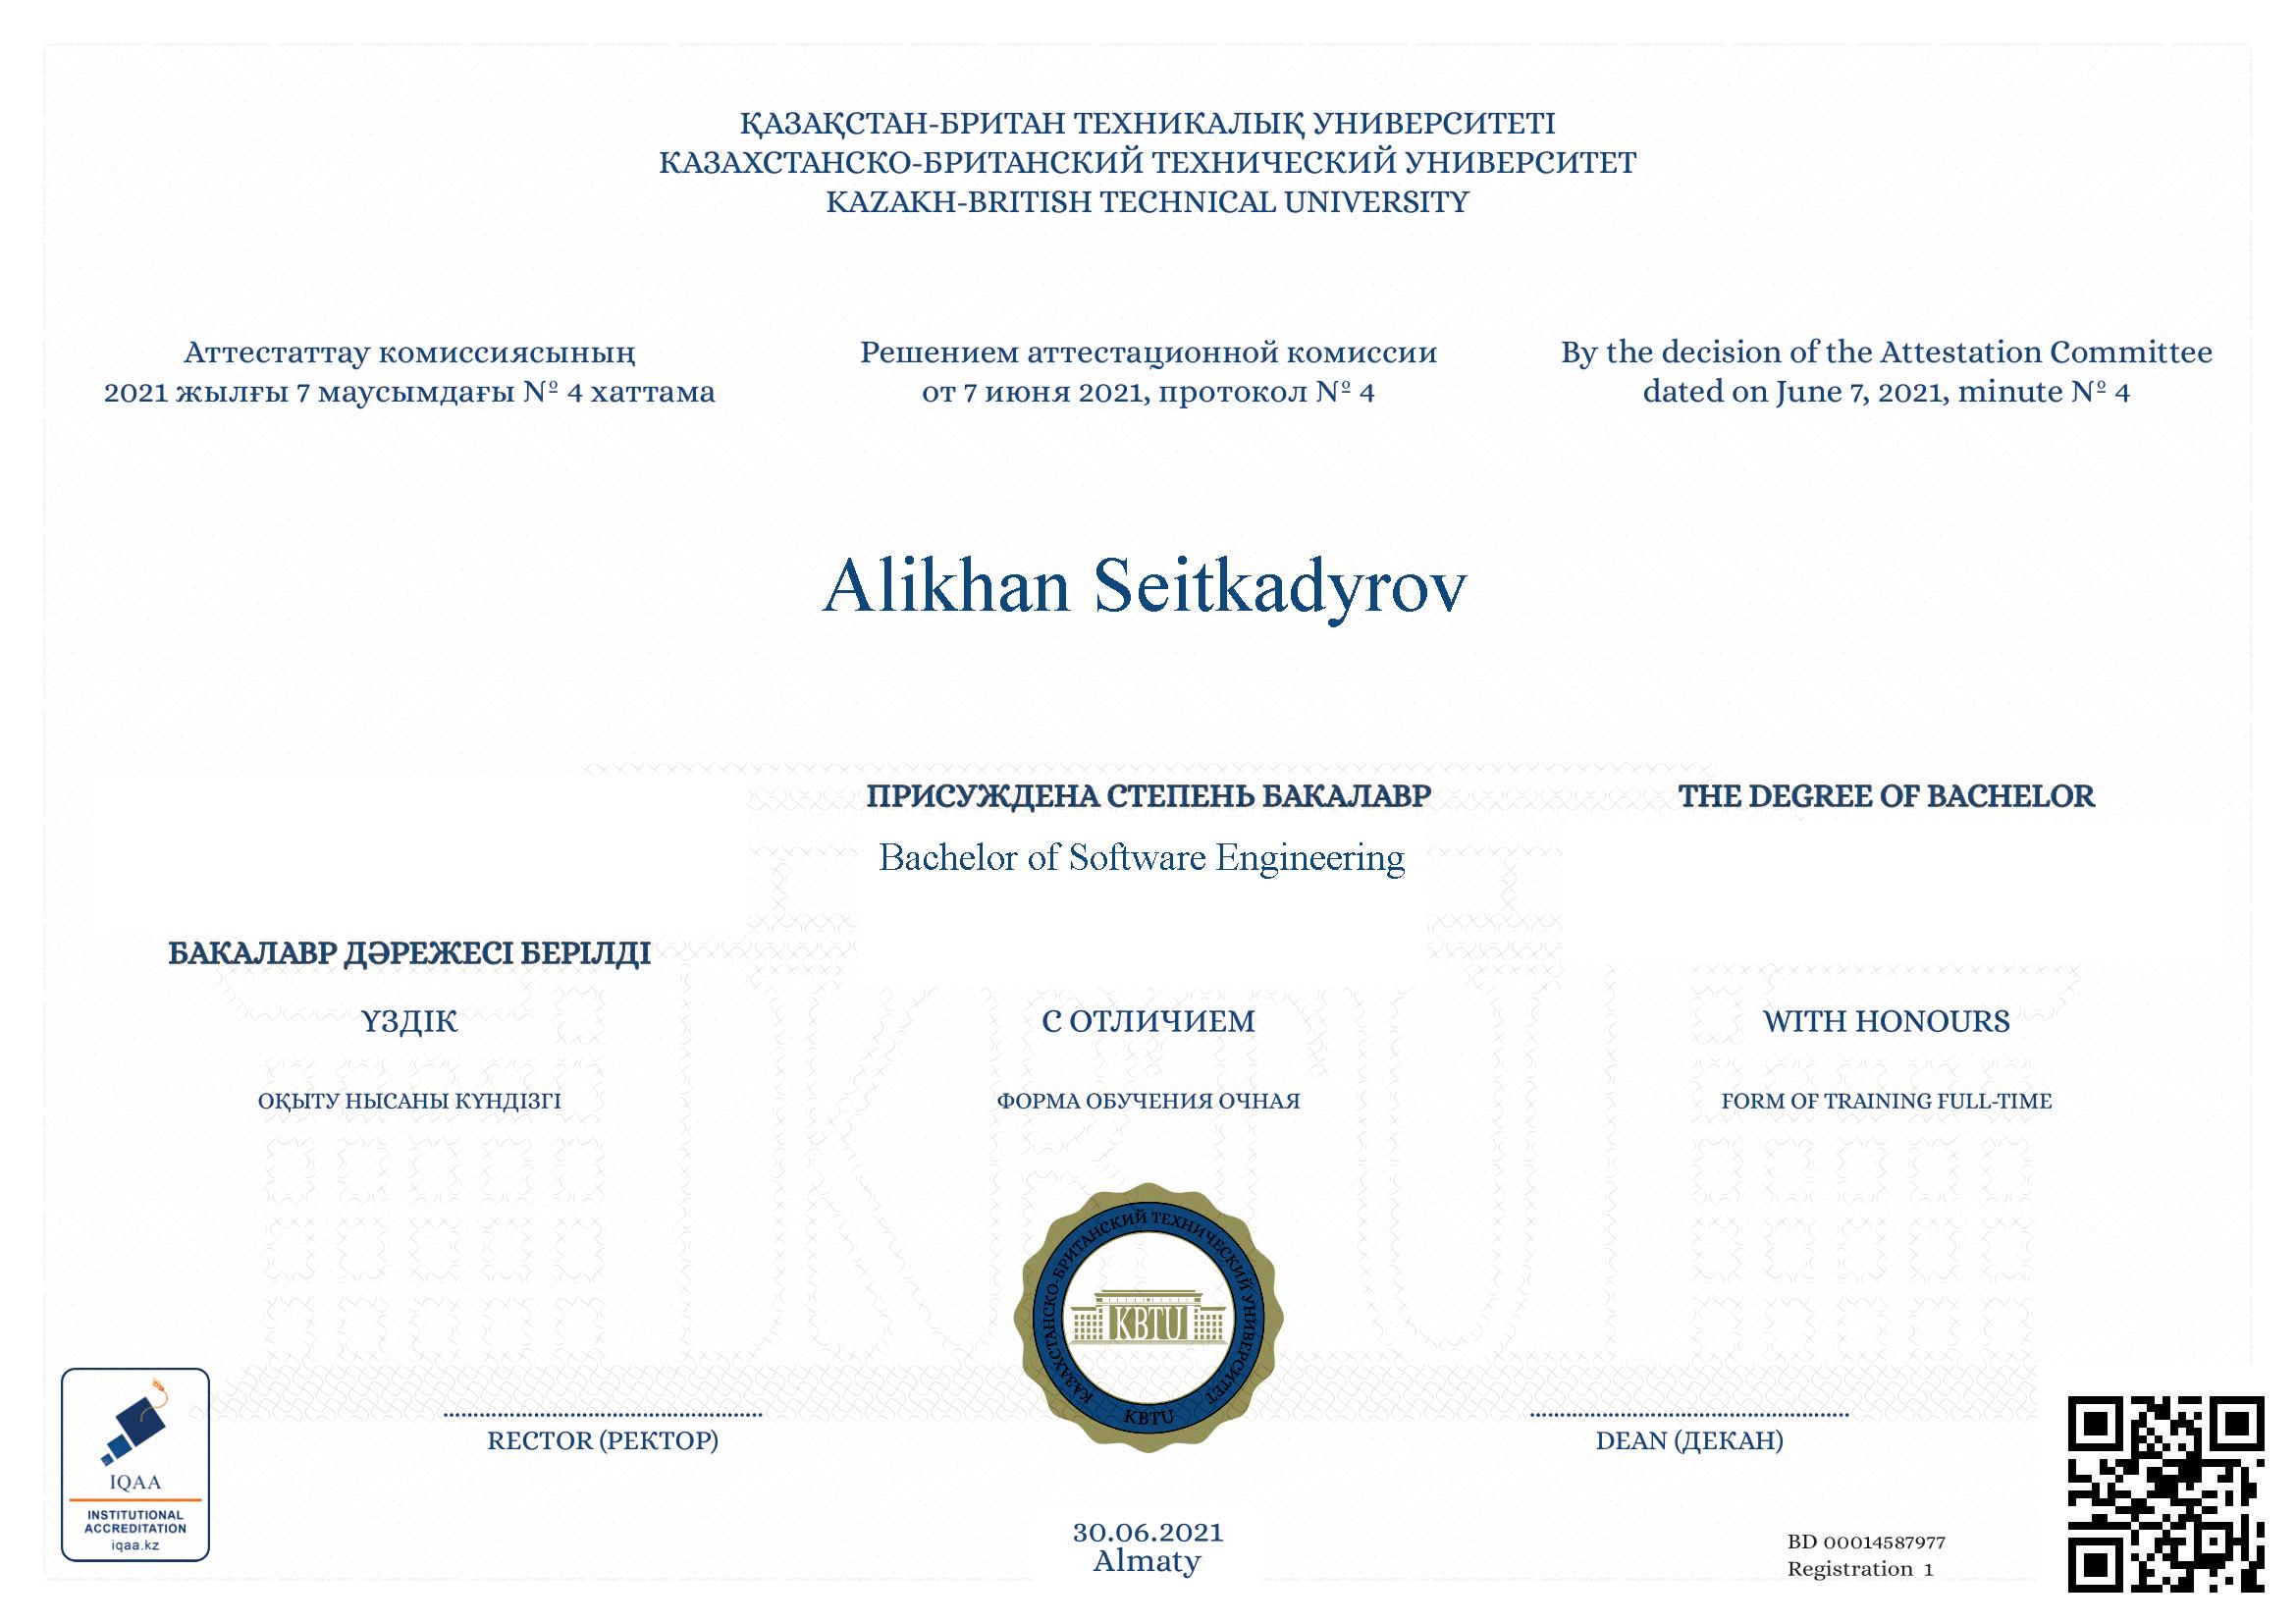 ҚАЗАҚСТАН-БРИТАН ТЕХНИКАЛЫҚ УНИВЕРСИТЕТІ
КАЗАХСТАНСКО-БРИТАНСКИЙ ТЕХНИЧЕСКИЙ УНИВЕРСИТЕТ
KAZAKH-BRITISH TECHNICAL UNIVERSITY
Аттестаттау комиссиясының
2021 жылғы 7 маусымдағы № 4 хаттама
Решением аттестационной комиссии
от 7 июня 2021, протокол № 4
By the decision of the Attestation Committee
dated on June 7, 2021, minute № 4
Alikhan Seitkadyrov
БАКАЛАВР ДӘРЕЖЕСІ БЕРІЛДІ
ҮЗДІК
ОҚЫТУ НЫСАНЫ КҮНДІЗГІ
ПРИСУЖДЕНА СТЕПЕНЬ БАКАЛАВР
Bachelor of Software Engineering
С ОТЛИЧИЕМ
ФОРМА ОБУЧЕНИЯ ОЧНАЯ
THE DEGREE OF BACHELOR
WITH HONOURS
FORM OF TRAINING FULL-TIME
КАЗАХСТАНСКО-БРИТАНСКИЙ ТЕХНИЧЕСКИЙ УНИВЕРСИТЕТ
KBTU
KBTU
IQAA
INSTITUTIONAL
ACCREDITATION
iqaa.kz
RECTOR (РЕКТОР)
DEAN (ДЕКАН)
30.06.2021
Almaty
BD 00014587977
Registration 1